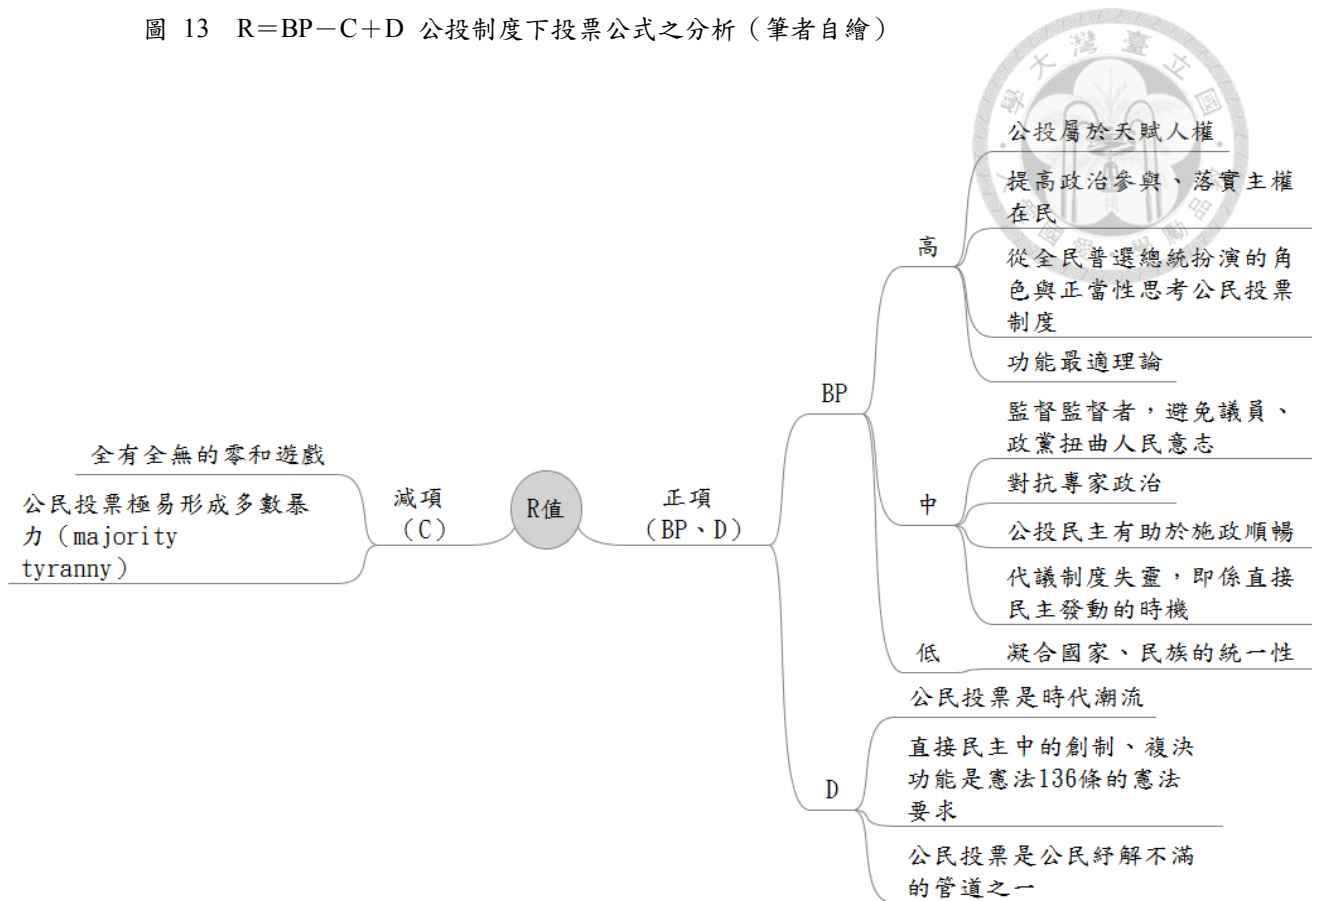 圖 13 R=BP-C+D 公投制度下投票公式之分析（筆者自繪）
國立臺灣大學
全有全無的零和遊戲
公民投票極易形成多數暴
力（majority
tyranny）
減項
（C）
R值
正項
（BP、D）
BP
高
公投屬於天賦人權
提高政治參與、落實主權
在民
從全民普選總統扮演的角
色與正當性思考公民投票
制度
功能最適理論
中
監督監督者，避免議員、
政黨扭曲人民意志
對抗專家政治
公投民主有助於施政順暢
代議制度失靈，即係直接
民主發動的時機
低
凝合國家、民族的統一性
D
公民投票是時代潮流
直接民主中的創制、複決
功能是憲法136條的憲法
要求
公民投票是公民紓解不滿
的管道之一